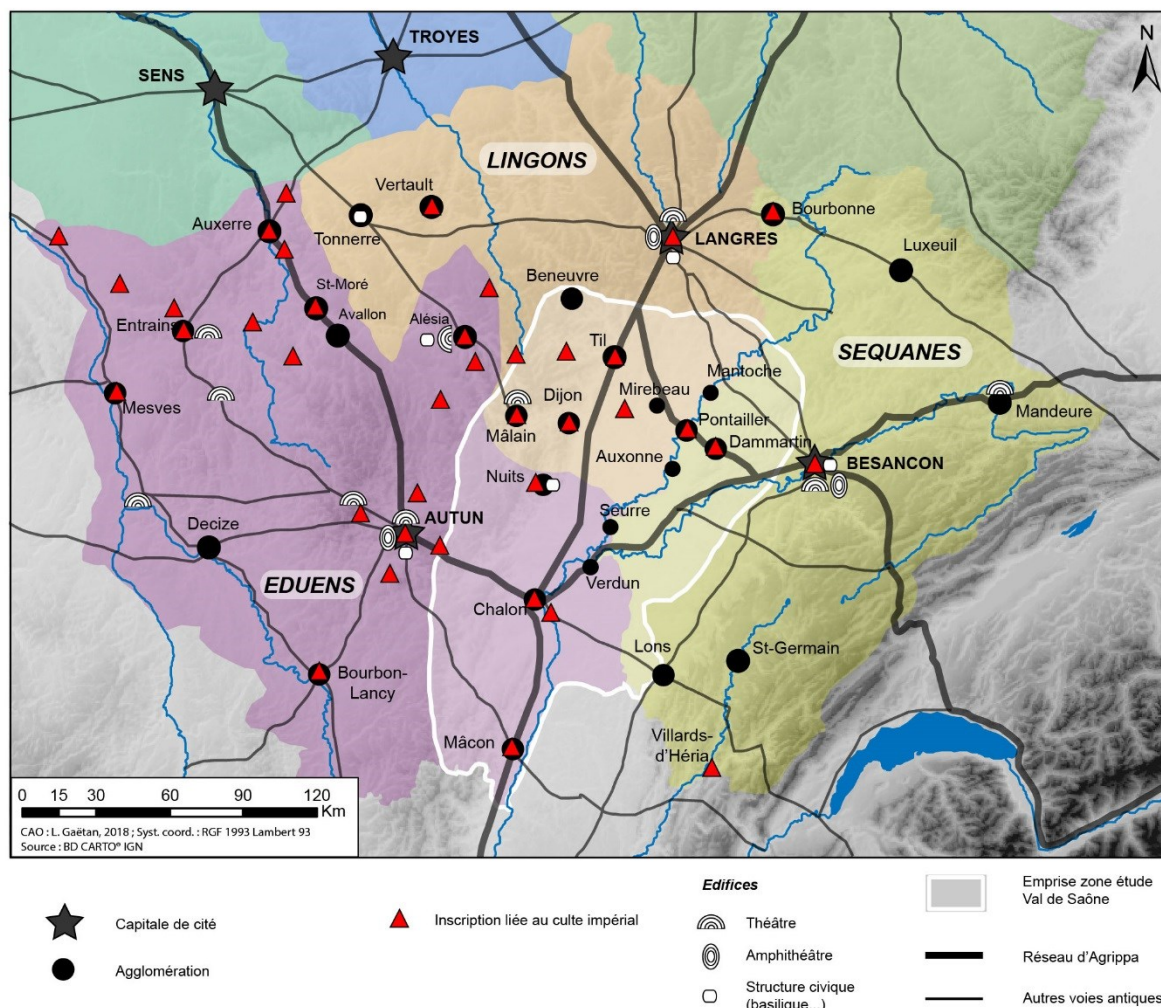 TROYES
N
SENS
LINGONS
Vertault
Auxerre
Tonnerre
Bourbonne
LANGRES
Luxeuil
Beneuvre
St-Moré
Avallon
Alésia
Entrains
Til
SEQUANES
Mantoche
Mirebeau
Mandeure
Mesves
Dijon
Pontailler
Mâlain
Dammartin
Auxonne
BESANCON
Nuits
Seurre
AUTUN
Decize
Verdun
EDUENS
Chalon
Lons
St-Germain
Bourbon-
Lancy
Mâcon
Villards-
d'Héria
0 15 30 60 90 120
Km
CAO : L. Gaëtan, 2018 ; Syst. coord. : RGF 1993 Lambert 93
Source : BD CARTO® IGN
Capitale de cité
Agglomération
Inscription liée au culte impérial
Edifices
Théâtre
Amphithéâtre
Structure civique
(basilique...)
Emprise zone étude
Val de Saône
Réseau d'Agrippa
Autres voies antiques